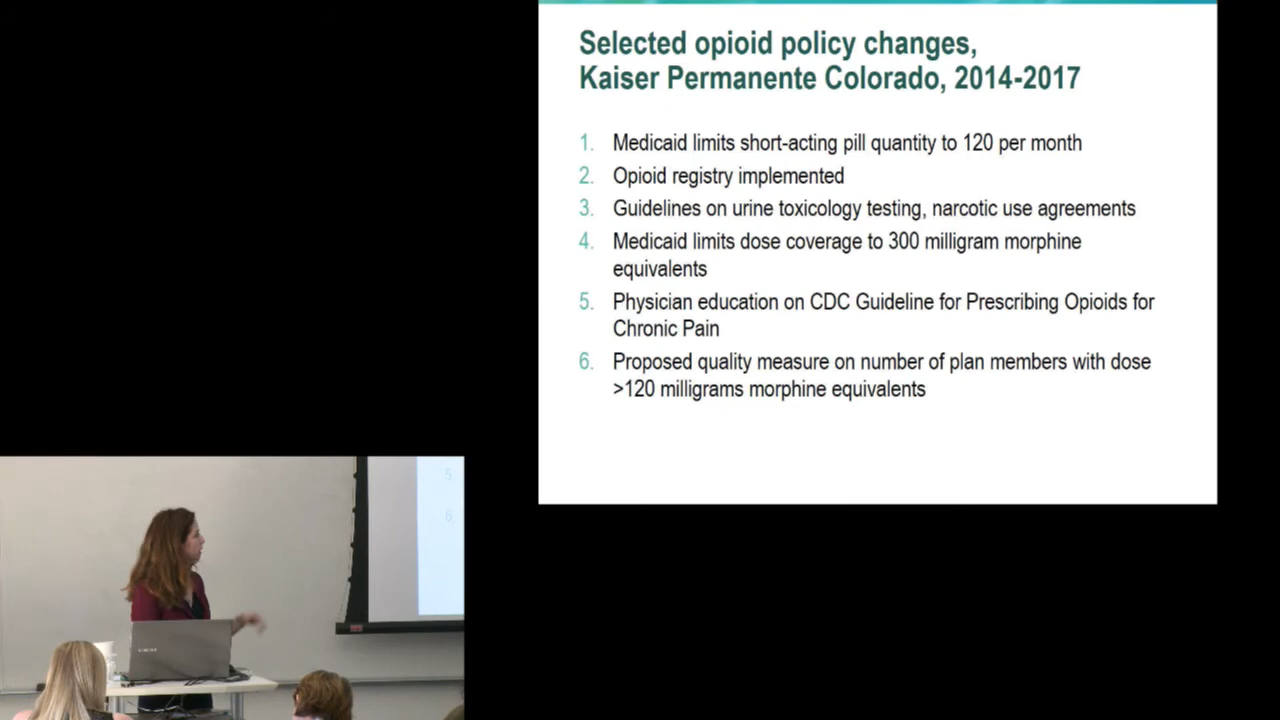 Selected opioid policy changes,
Kaiser Permanente Colorado, 2014-2017
1. Medicaid limits short-acting pill quantity to 120 per month
2. Opioid registry implemented
3. Guidelines on urine toxicology testing, narcotic use agreements
4. Medicaid limits dose coverage to 300 milligram morphine
equivalents
5. Physician education on CDC Guideline for Prescribing Opioids for
Chronic Pain
6. Proposed quality measure on number of plan members with dose
>120 milligrams morphine equivalents
5.
6.